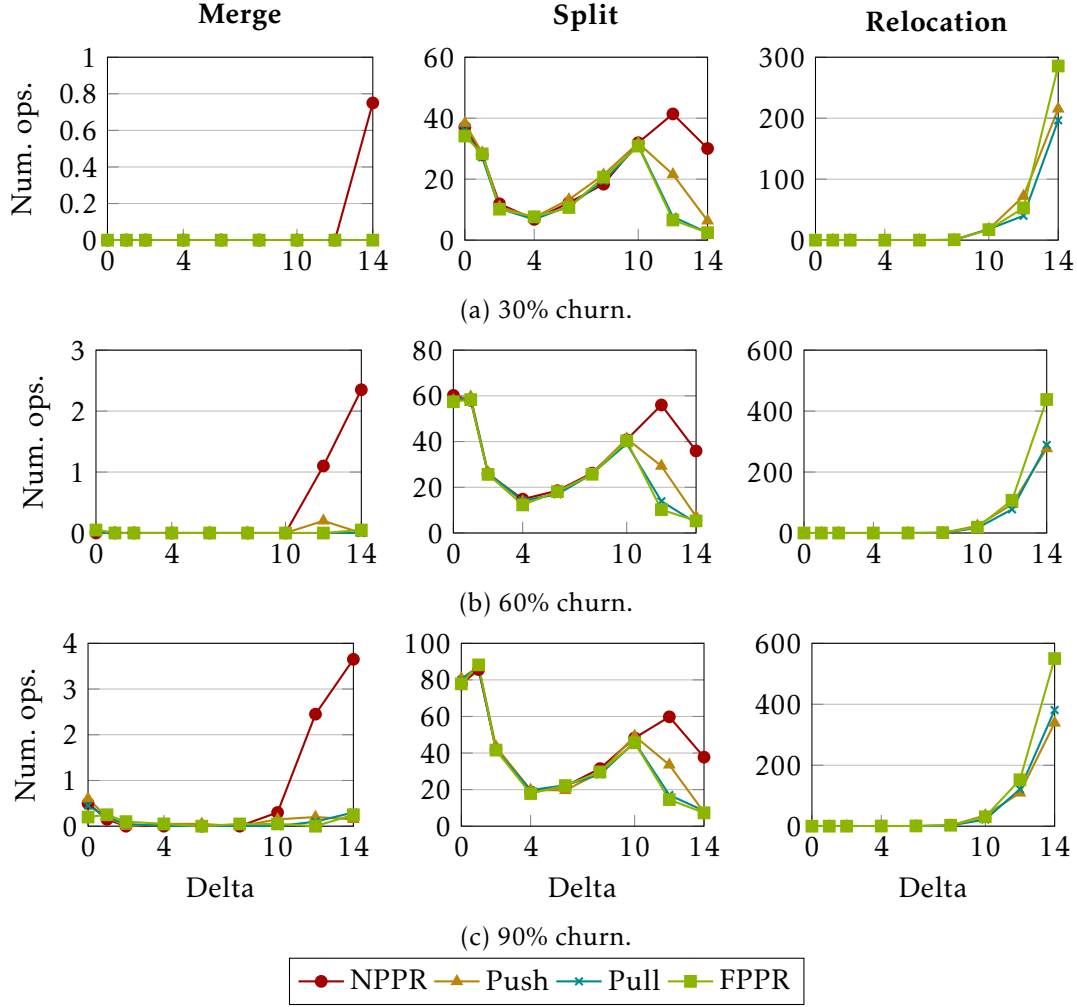 Merge Split Relocation
Num. ops.
1
0.8
0.6
0.4
0.2
0
0 4 10 14
60
40
20
0
0 4 10 14
300
200
100
0
0 4 10 14
(a) 30% churn.
Num. ops.
3
2
1
0
0 4 10 14
80
60
40
20
0
0 4 10 14
600
400
200
0
0 4 10 14
(b) 60% churn.
Num. ops.
4
3
2
1
0
0 4 10 14
Delta
100
80
60
40
20
0
0 4 10 14
Delta
600
400
200
0
0 4 10 14
Delta
(c) 90% churn.
NPPR Push Pull FPPR